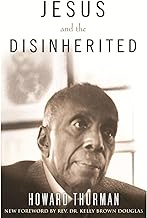 JESUS
and the
DISINHERITED
HOWARD THURMAN
NEW FOREWORD BY REV. DR. KELLY BROWN DOUGLAS